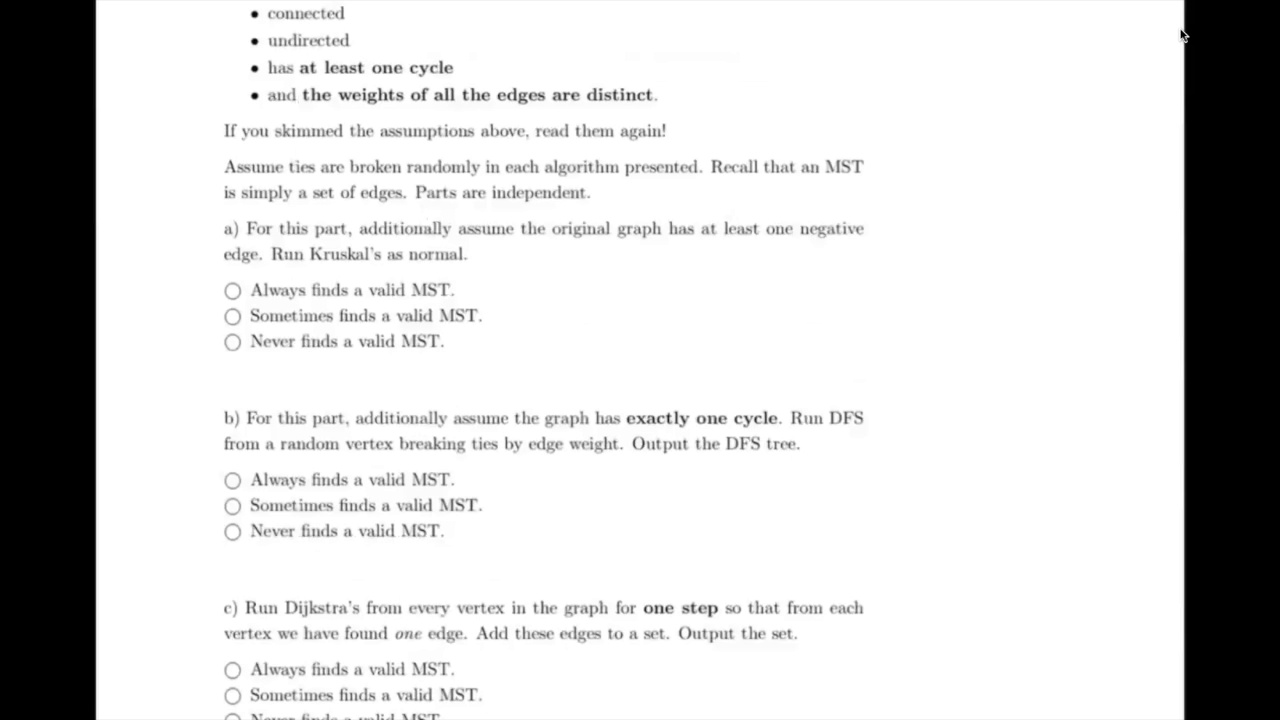 • connected
• undirected
• has at least one cycle
• and the weights of all the edges are distinct.
If you skimmed the assumptions above, read them again!
Assume ties are broken randomly in each algorithm presented. Recall that an MST
is simply a set of edges. Parts are independent.
a) For this part, additionally assume the original graph has at least one negative
edge. Run Kruskal's as normal.
○ Always finds a valid MST.
○ Sometimes finds a valid MST.
○ Never finds a valid MST.
b) For this part, additionally assume the graph has exactly one cycle. Run DFS
from a random vertex breaking ties by edge weight. Output the DFS tree.
○ Always finds a valid MST.
○ Sometimes finds a valid MST.
○ Never finds a valid MST.
c) Run Dijkstra's from every vertex in the graph for one step so that from each
vertex we have found one edge. Add these edges to a set. Output the set.
○ Always finds a valid MST.
○ Sometimes finds a valid MST.
○ Never finds a valid MST